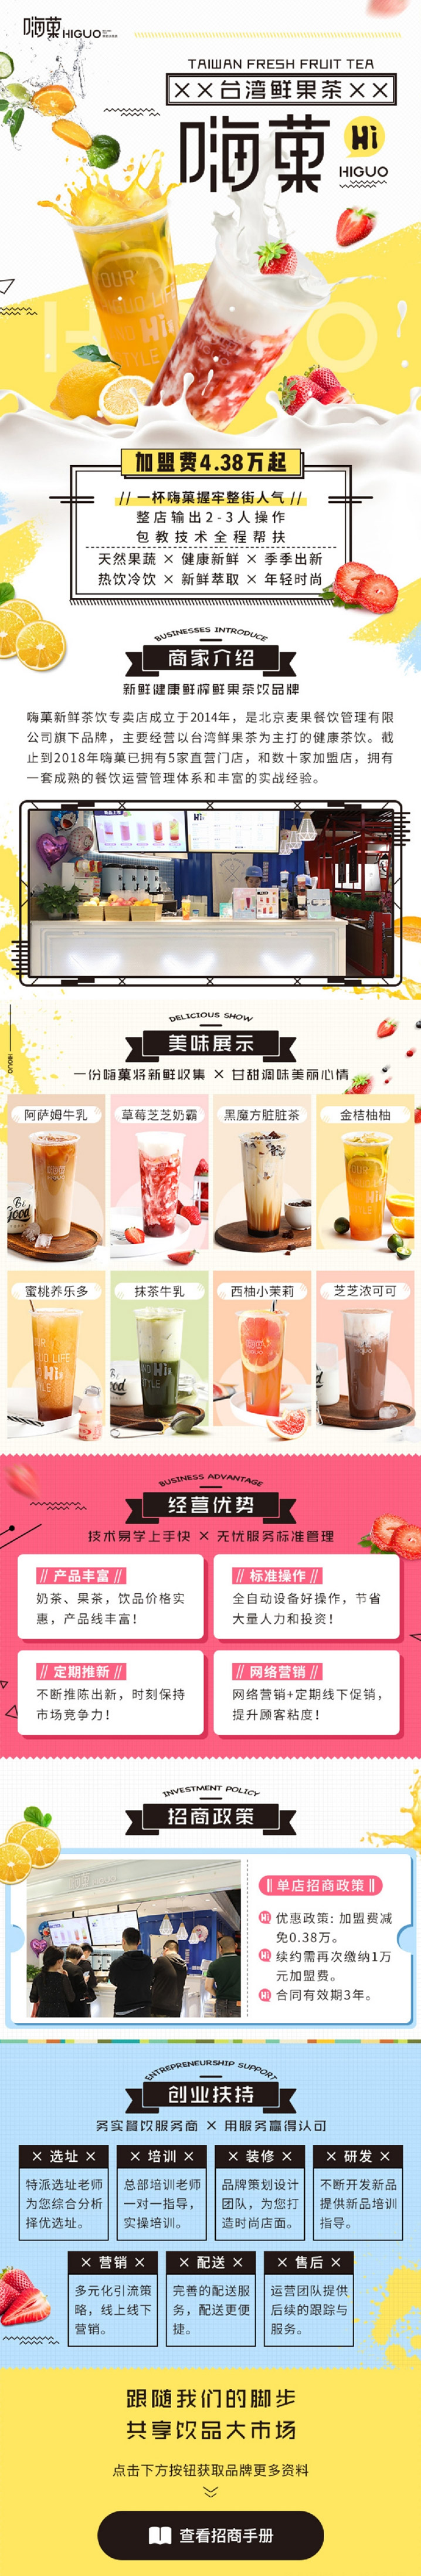 嗨菓 HIGUO
TAIWAN FRESH FRUIT TEA
××台湾鲜果茶××
嗨菓
Hi
HIGUO
加盟费4.38万起
// 一杯嗨菓握牢整街人气 //
整店输出2-3人操作
包教技术全程帮扶
天然果蔬 × 健康新鲜 × 季季出新
热饮冷饮 × 新鲜萃取 × 年轻时尚
BUSINESSES INTRODUCE
商家介绍
新鲜健康鲜榨鲜果茶饮品牌
嗨菓新鲜茶饮专卖店成立于2014年，是北京麦果餐饮管理有限
公司旗下品牌，主要经营以台湾鲜果茶为主打的健康茶饮。截
止到2018年嗨菓已拥有5家直营门店，和数十家加盟店，拥有
一套成熟的餐饮运营管理体系和丰富的实战经验。
DELICIOUS SHOW
美味展示
一份嗨菓将新鲜收集 × 甘甜调味美丽心情
阿萨姆牛乳
草莓芝芝奶霸
黑魔方脏脏茶
金桔柚柚
蜜桃养乐多
抹茶牛乳
西柚小茉莉
芝芝浓可可
BUSINESS ADVANTAGE
经营优势
技术易学上手快 × 无忧服务标准管理
// 产品丰富 //
奶茶、果茶，饮品价格实
惠，产品线丰富！
// 标准操作 //
全自动设备好操作，节省
大量人力和投资！
// 定期推新 //
不断推陈出新，时刻保持
市场竞争力！
// 网络营销 //
网络营销+定期线下促销，
提升顾客粘度！
INVESTMENT POLICY
招商政策
单店招商政策
优惠政策：加盟费减
免0.38万。
续约需再次缴纳1万
元加盟费。
合同有效期3年。
ENTREPRENEURSHIP SUPPORT
创业扶持
务实餐饮服务商 × 用服务赢得认可
× 选址 ×
特派选址老师
为您综合分析
择优选址。
× 培训 ×
总部培训老师
一对一指导，
实操培训。
× 装修 ×
品牌策划设计
团队，为您打
造时尚店面。
× 研发 ×
不断开发新品
提供新品培训
指导。
× 营销 ×
多元化引流策
略，线上线下
营销。
× 配送 ×
完善的配送服
务，配送更便
捷。
× 售后 ×
运营团队提供
后续的跟踪与
服务。
跟随我们的脚步
共享饮品大市场
点击下方按钮获取品牌更多资料
查看招商手册